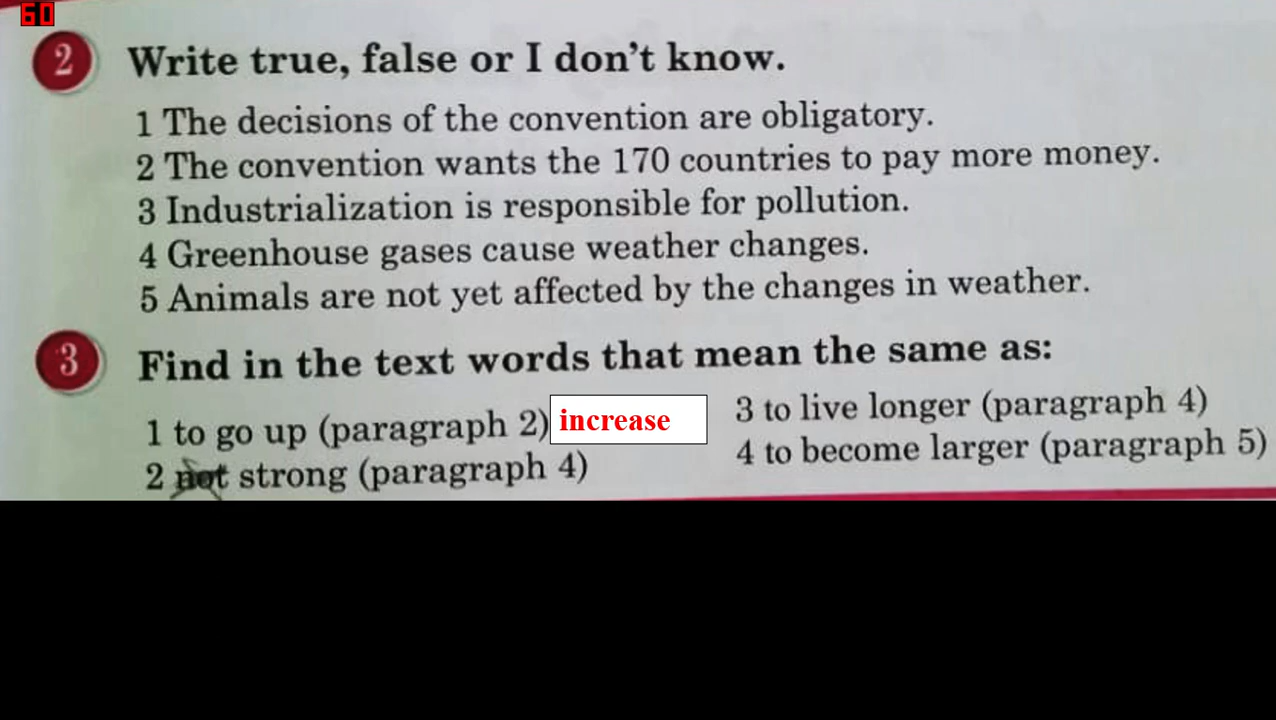 60
2 Write true, false or I don't know.
1 The decisions of the convention are obligatory.
2 The convention wants the 170 countries to pay more money.
3 Industrialization is responsible for pollution.
4 Greenhouse gases cause weather changes.
5 Animals are not yet affected by the changes in weather.
3 Find in the text words that mean the same as:
1 to go up (paragraph 2) increase
2 not strong (paragraph 4)
3 to live longer (paragraph 4)
4 to become larger (paragraph 5)